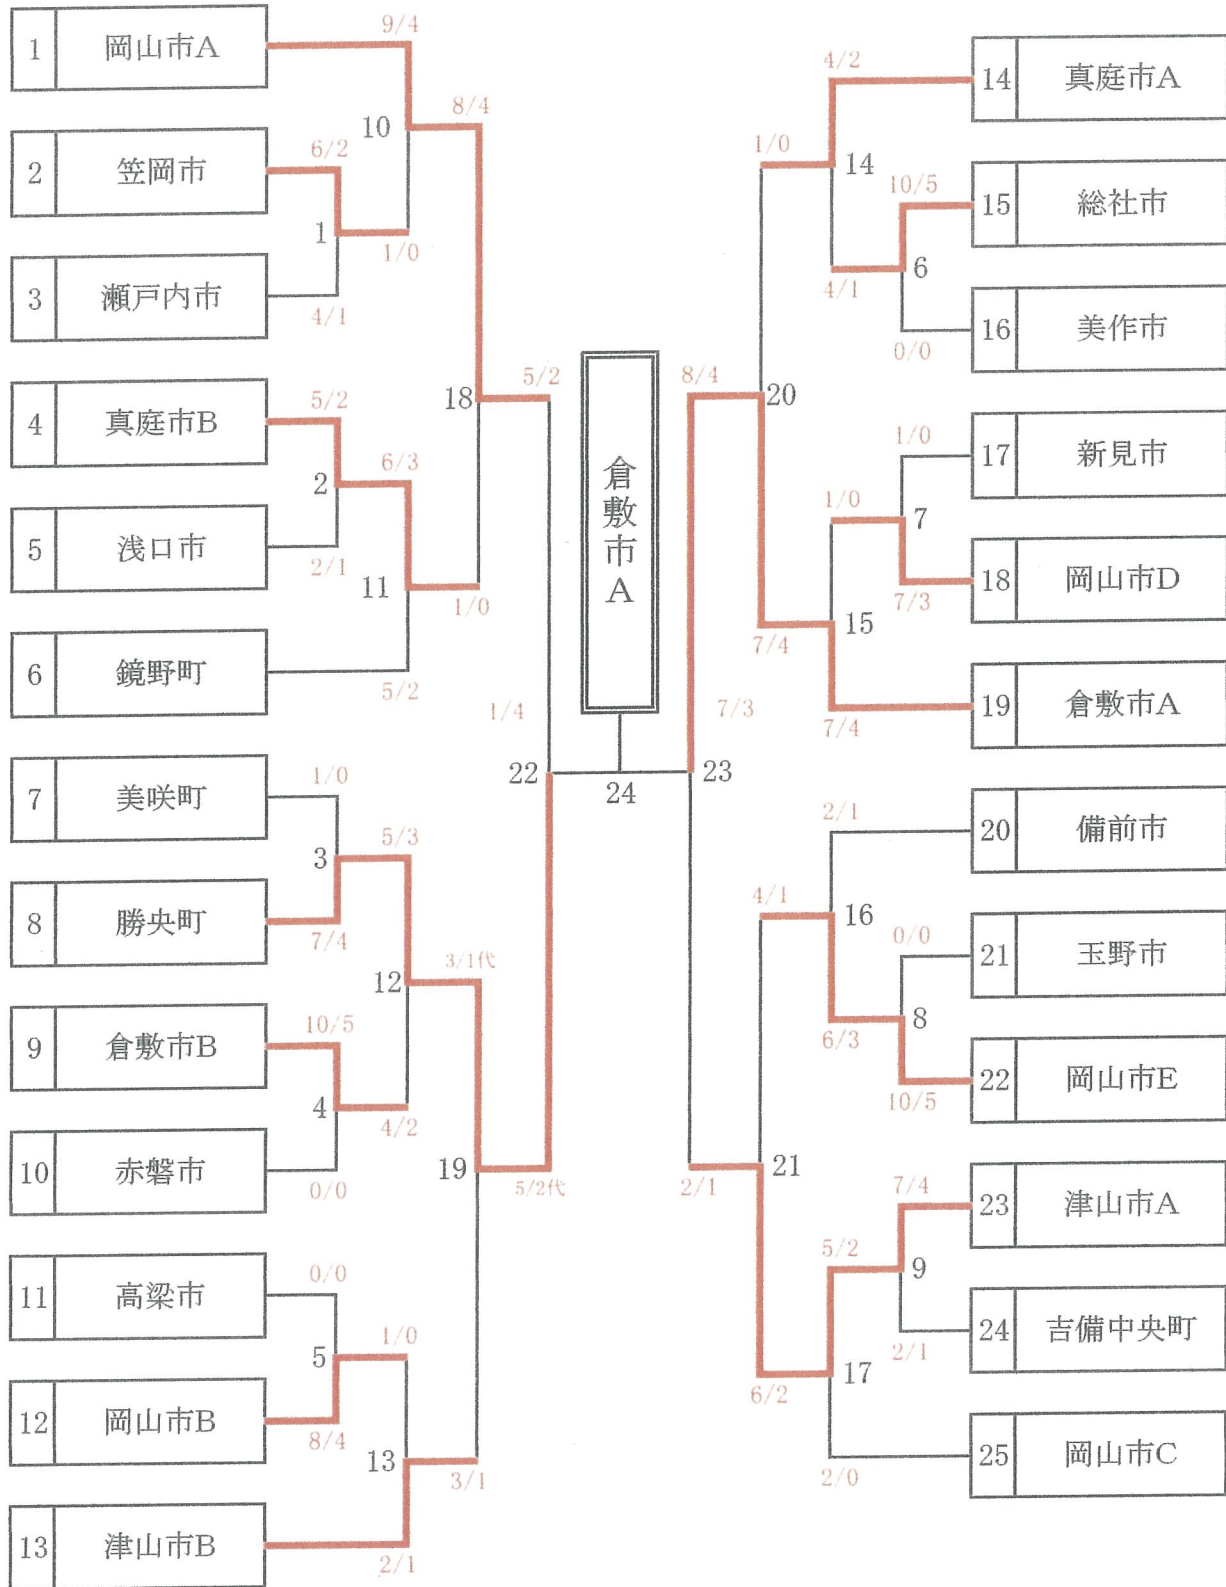 1 岡山市A
2 笠岡市
3 瀬戸内市
4 真庭市B
5 浅口市
6 鏡野町
7 美咲町
8 勝央町
9 倉敷市B
10 赤磐市
11 高梁市
12 岡山市B
13 津山市B
9/4
6/2
4/1
5/2
2/1
5/2
1/0
7/4
10/5
0/0
0/0
8/4
2/1
1
2
3
4
5
1/0
6/3
5/3
4/2
1/0
10
11
12
13
8/4
1/0
3/1代
3/1
18
19
5/2
5/2代
22
1/4
倉敷市A
24
7/3
23
8/4
2/1
20
21
1/0
7/4
4/1
6/2
14
15
16
17
4/2
4/1
1/0
7/4
2/1
6/3
5/2
2/0
6
7
8
9
10/5
0/0
1/0
7/3
0/0
10/5
7/4
2/1
14 真庭市A
15 総社市
16 美作市
17 新見市
18 岡山市D
19 倉敷市A
20 備前市
21 玉野市
22 岡山市E
23 津山市A
24 吉備中央町
25 岡山市C